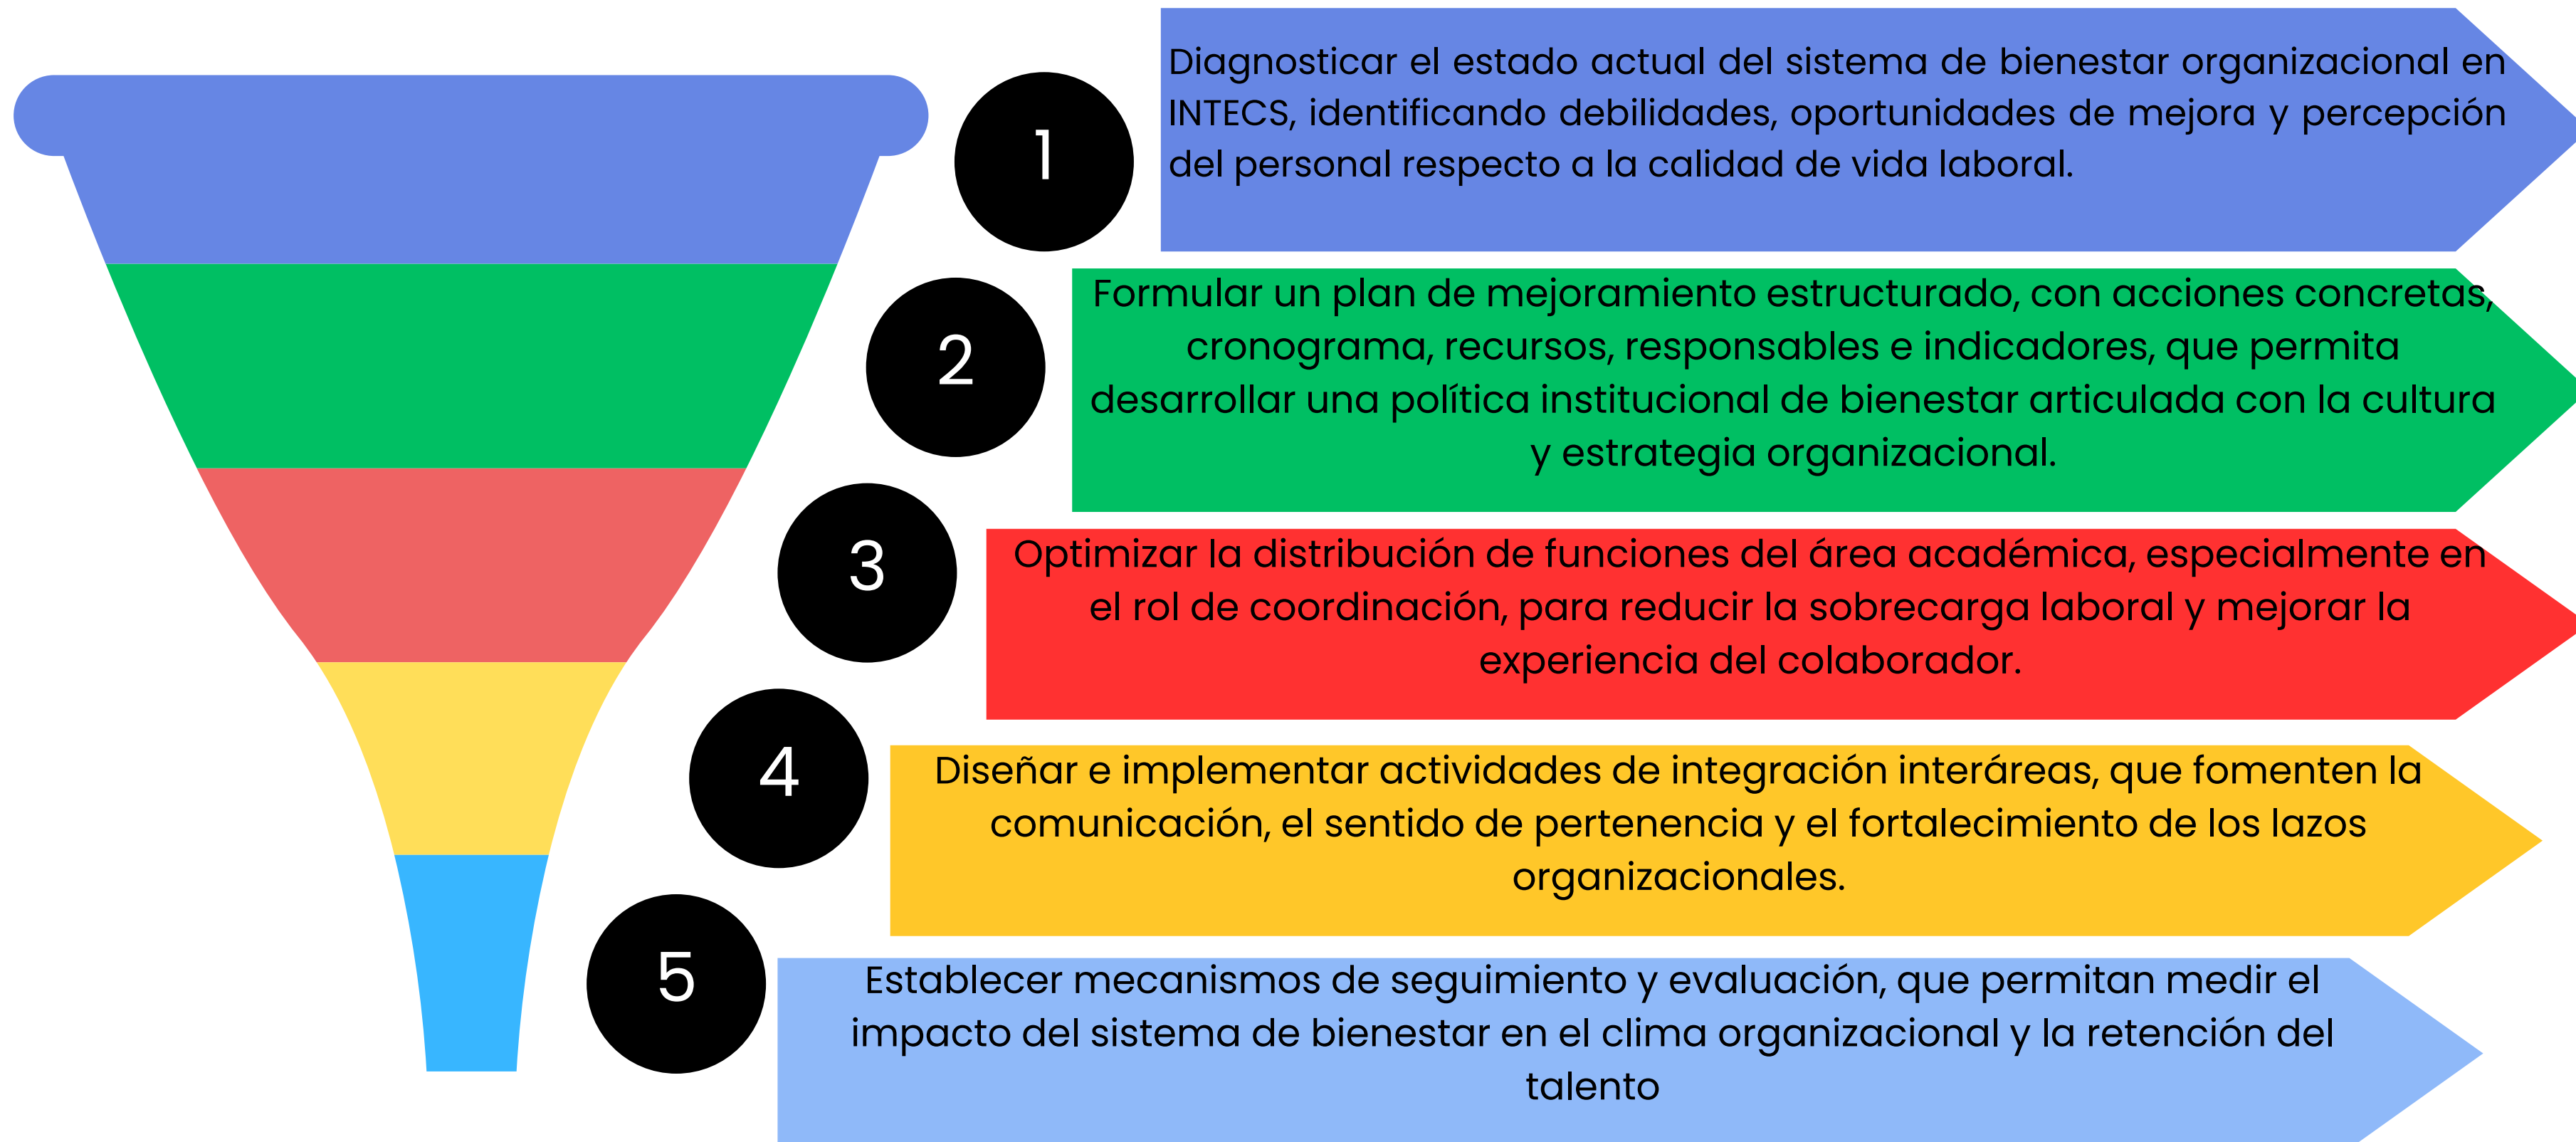 1
Diagnosticar el estado actual del sistema de bienestar organizacional en
INTECS, identificando debilidades, oportunidades de mejora y percepción
del personal respecto a la calidad de vida laboral.
2
Formular un plan de mejoramiento estructurado, con acciones concretas,
cronograma, recursos, responsables e indicadores, que permita
desarrollar una política institucional de bienestar articulada con la cultura
y estrategia organizacional.
3
Optimizar la distribución de funciones del área académica, especialmente en
el rol de coordinación, para reducir la sobrecarga laboral y mejorar la
experiencia del colaborador.
4
Diseñar e implementar actividades de integración interáreas, que fomenten la
comunicación, el sentido de pertenencia y el fortalecimiento de los lazos
organizacionales.
5
Establecer mecanismos de seguimiento y evaluación, que permitan medir el
impacto del sistema de bienestar en el clima organizacional y la retención del
talento